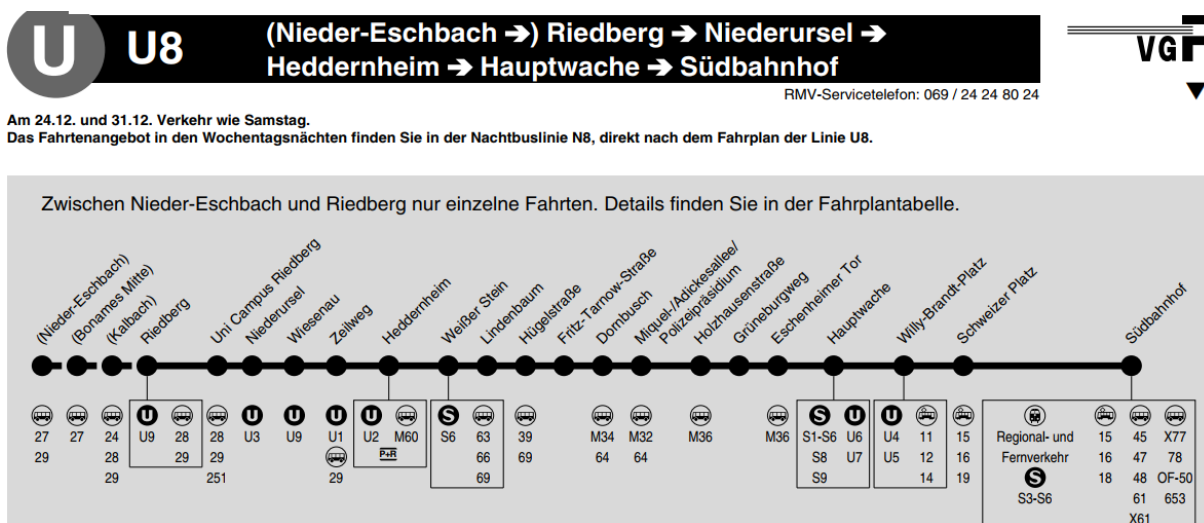 U
U8
(Nieder-Eschbach ➔) Riedberg ➔ Niederursel ➔
Heddernheim ➔ Hauptwache ➔ Südbahnhof
VGF
RMV-Servicetelefon: 069 / 24 24 80 24
Am 24.12. und 31.12. Verkehr wie Samstag.
Das Fahrtenangebot in den Wochentagsnächten finden Sie in der Nachtbuslinie N8, direkt nach dem Fahrplan der Linie U8.
Zwischen Nieder-Eschbach und Riedberg nur einzelne Fahrten. Details finden Sie in der Fahrplantabelle.
(Nieder-Eschbach)
(Bonames Mitte)
(Kalbach)
Riedberg
Uni Campus Riedberg
Niederursel
Wiesenau
Zeilweg
Heddernheim
Weißer Stein
Lindenbaum
Hügelstraße
Fritz-Tarnow-Straße
Dornbusch
Miquel-/Adickesallee/
Polizeipräsidium
Holzhausenstraße
Grüneburgweg
Eschenheimer Tor
Hauptwache
Willy-Brandt-Platz
Schweizer Platz
Südbahnhof
U U U U U S S U U
27 27 24 U9 28 28 U3 U9 U1 U2 M60 S6 63 39 M34 M32 M36 M36 S1-S6 U6 U4 11 15 Regional- und 15 45 X77
29 28 29 29 P+R 66 69 64 64 S8 U7 U5 12 16 Fernverkehr 16 47 78
29 251 29 69 S9 14 19 S 18 48 OF-50
S3-S6 61 653
X61